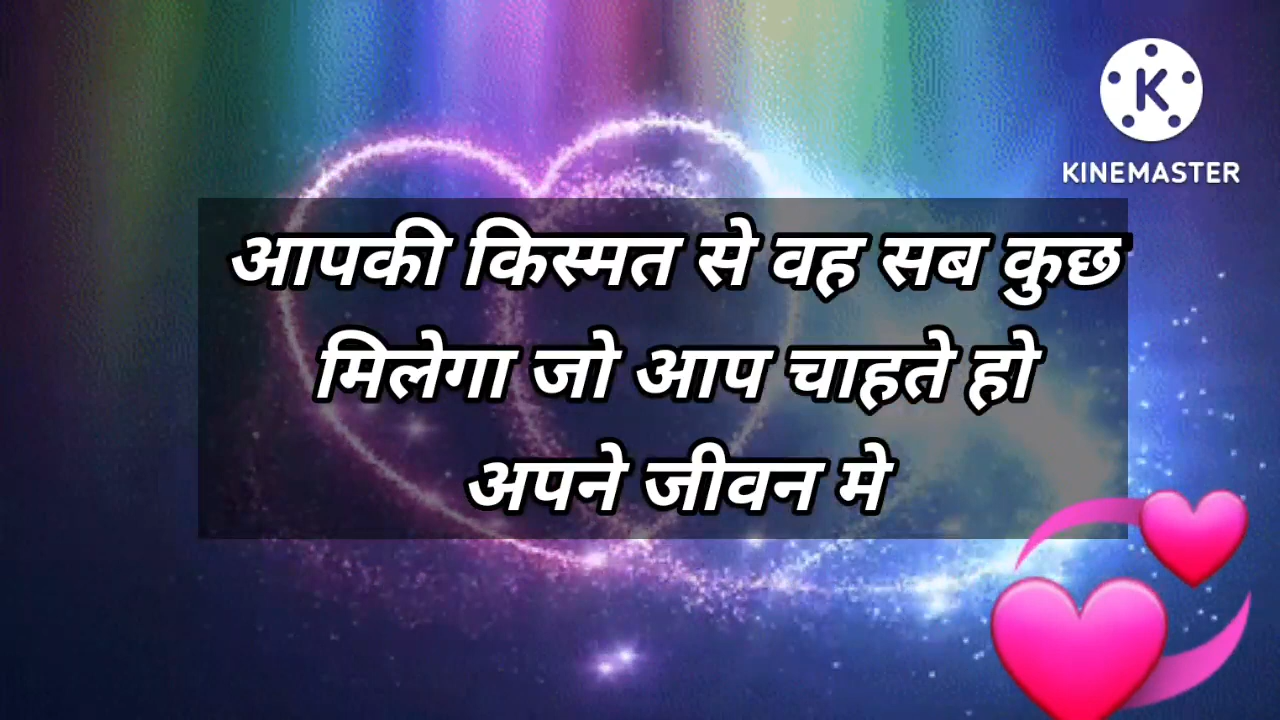 KINEMASTER
आपकी किस्मत से वह सब कुछ
मिलेगा जो आप चाहते हो
अपने जीवन मे